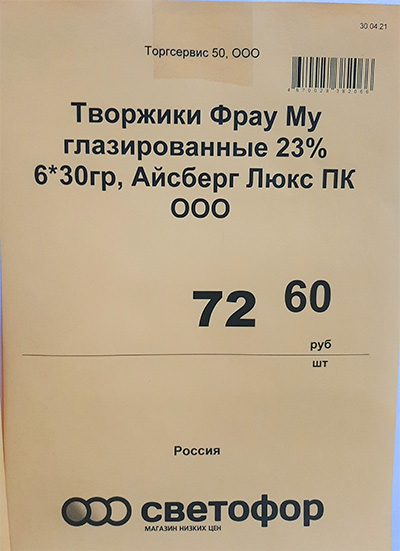 30.04.21
Торгсервис 50, ООО
Творжики Фрау Му
глазированные 23%
6*30гр, Айсберг Люкс ПК
ООО
72 60
руб
шт
Россия
светофор
МАГАЗИН НИЗКИХ ЦЕН